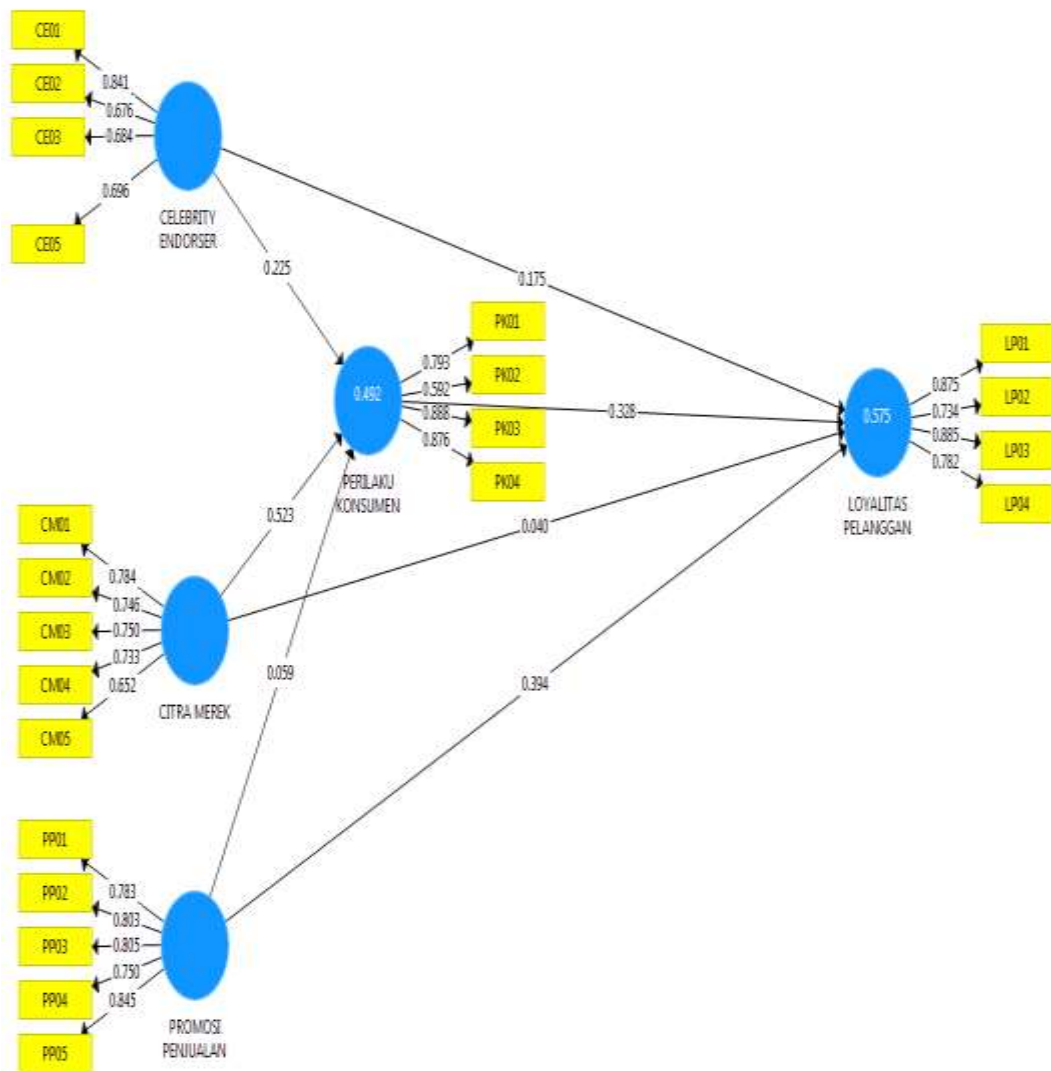 CE01
0.841
CE02
0.676
CE03
0.684
0.696
CE05
CELEBRITY
ENDORSER
0.225
0.175
PK01
0.793
PK02
0.592
0.492
0.888
PK03
0.876
PK04
0.328
PERILAKU
KONSUMEN
LP01
0.875
LP02
0.734
0.575
0.885
LP03
0.782
LP04
LOYALITAS
PELANGGAN
0.523
0.040
CM01
0.784
CM02
0.746
CM03
0.750
0.733
CM04
0.652
CM05
CITRA MEREK
0.059
0.394
PP01
0.783
PP02
0.803
PP03
0.805
0.750
PP04
0.845
PP05
PROMOSI
PENJUALAN